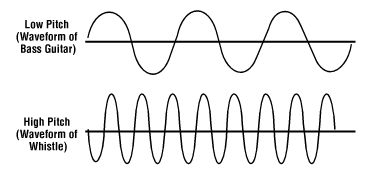 Low Pitch
(Waveform of
Bass Guitar)
High Pitch
(Waveform of
Whistle)